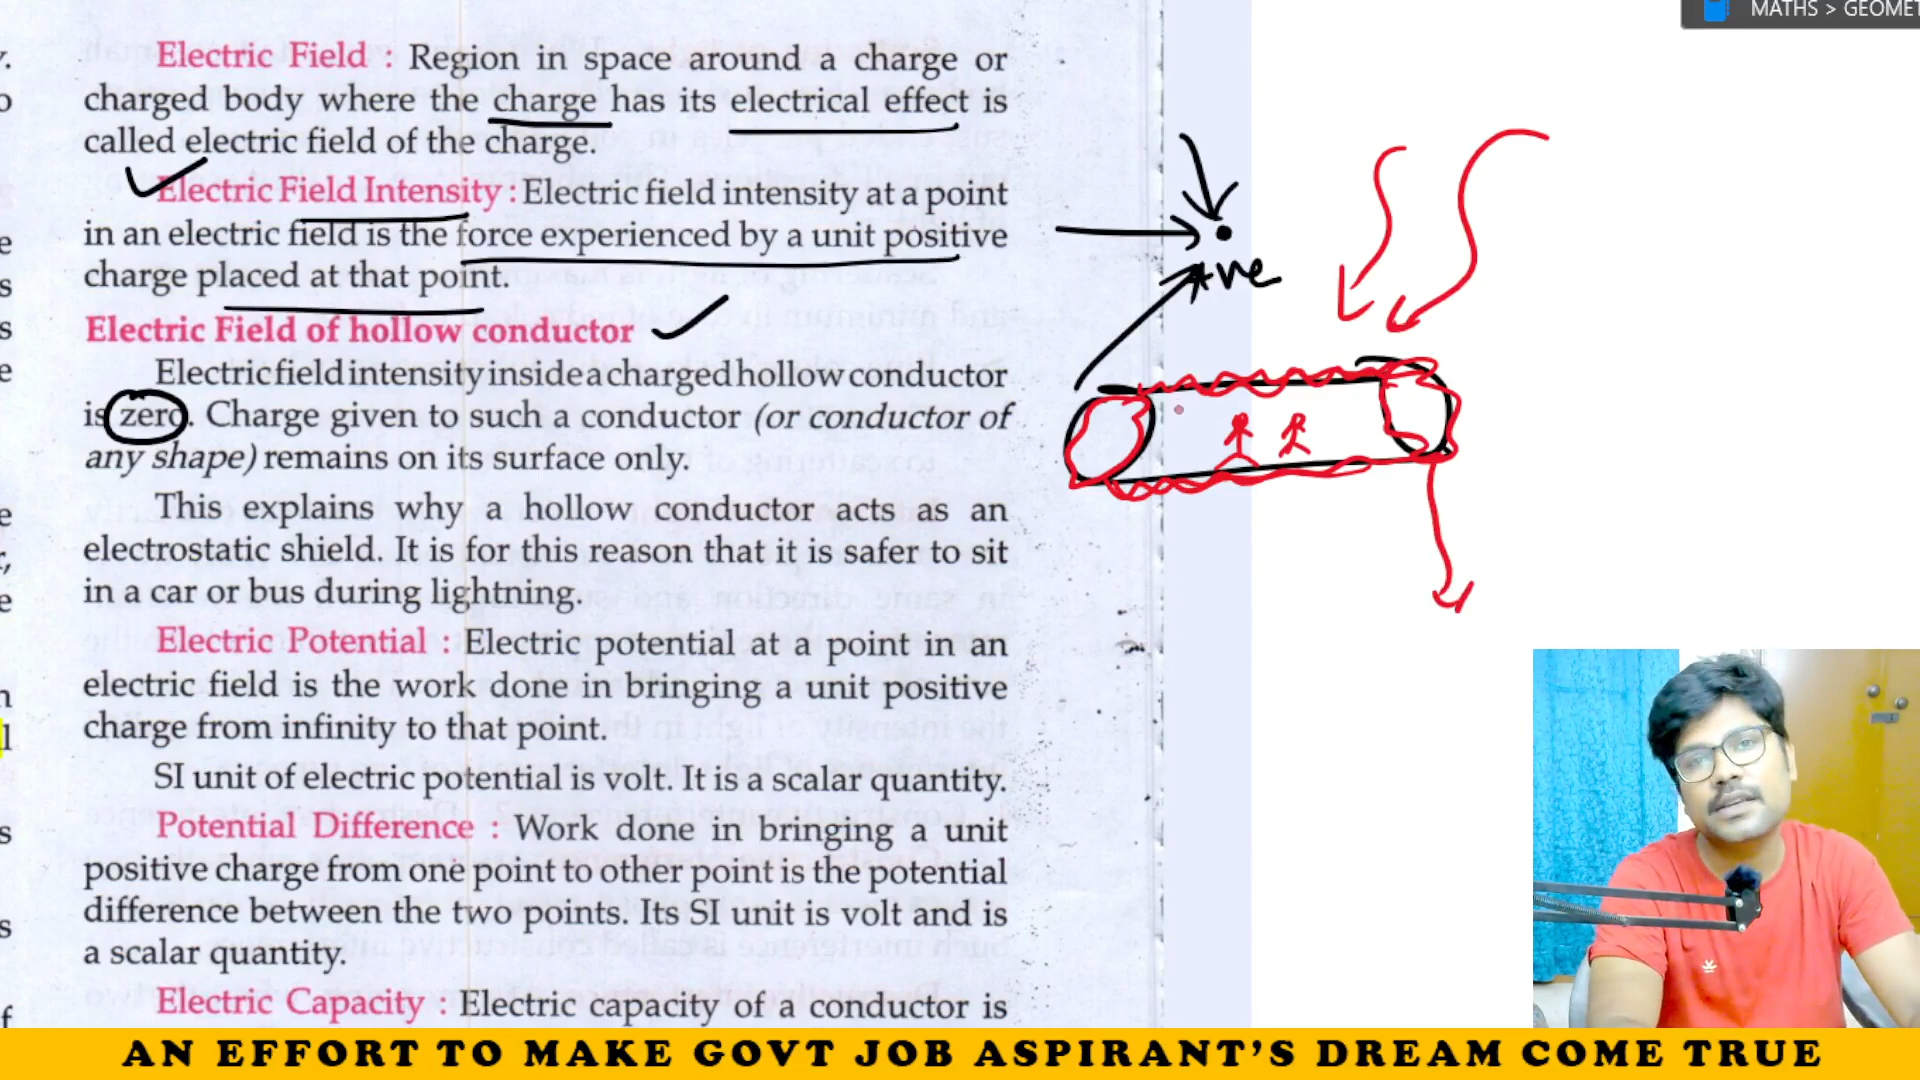 MATHS > GEOMET
Electric Field : Region in space around a charge or
charged body where the charge has its electrical effect is
called electric field of the charge.
Electric Field Intensity : Electric field intensity at a point
in an electric field is the force experienced by a unit positive
charge placed at that point.
Electric Field of hollow conductor
Electric field intensity inside a charged hollow conductor
is zero. Charge given to such a conductor (or conductor of
any shape) remains on its surface only.
This explains why a hollow conductor acts as an
electrostatic shield. It is for this reason that it is safer to sit
in a car or bus during lightning.
Electric Potential : Electric potential at a point in an
electric field is the work done in bringing a unit positive
charge from infinity to that point.
SI unit of electric potential is volt. It is a scalar quantity.
Potential Difference : Work done in bringing a unit
positive charge from one point to other point is the potential
difference between the two points. Its SI unit is volt and is
a scalar quantity.
Electric Capacity : Electric capacity of a conductor is
+ve
AN EFFORT TO MAKE GOVT JOB ASPIRANT'S DREAM COME TRUE